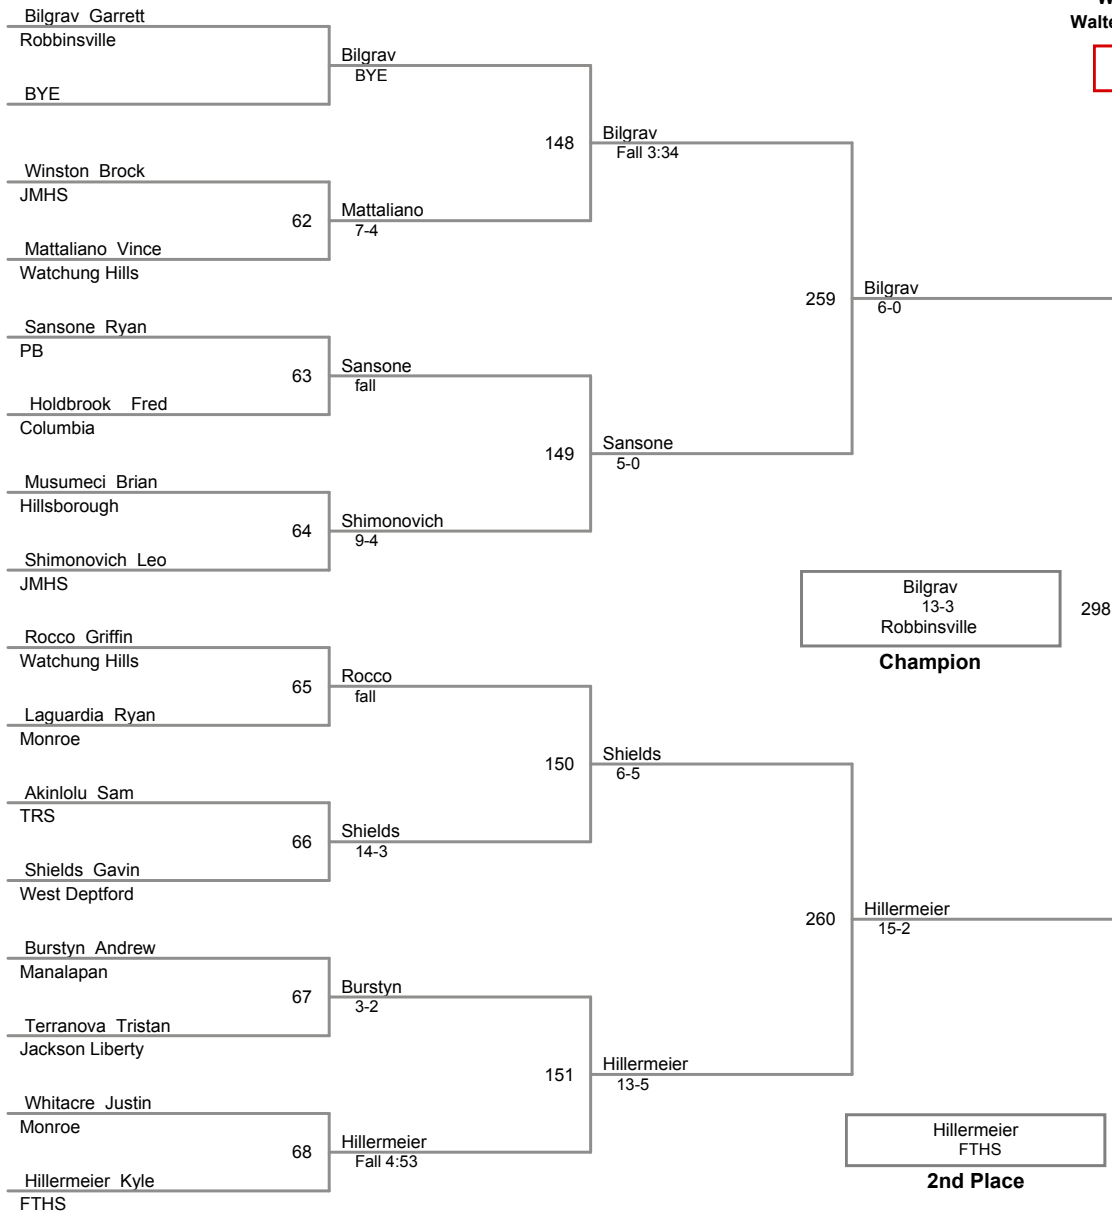 Bilgrav Garrett
Robbinsville
BYE
Winston Brock
JMHS
Mattaliano Vince
Watchung Hills
Sansone Ryan
PB
Holdbrook Fred
Columbia
Musumeci Brian
Hillsborough
Shimonovich Leo
JMHS
Rocco Griffin
Watchung Hills
Laguardia Ryan
Monroe
Akinlolu Sam
TRS
Shields Gavin
West Deptford
Burstyn Andrew
Manalapan
Terranova Tristan
Jackson Liberty
Whitacre Justin
Monroe
Hillermeier Kyle
FTHS
62
63
64
65
66
67
68
Bilgrav
BYE
Mattaliano
7-4
Sansone
fall
Shimonovich
9-4
Rocco
fall
Shields
14-3
Burstyn
3-2
Hillermeier
Fall 4:53
148
149
150
151
Bilgrav
Fall 3:34
Sansone
5-0
Shields
6-5
Hillermeier
13-5
259
260
Bilgrav
6-0
Hillermeier
15-2
Bilgrav
13-3
Robbinsville
Champion
298
Hillermeier
FTHS
2nd Place